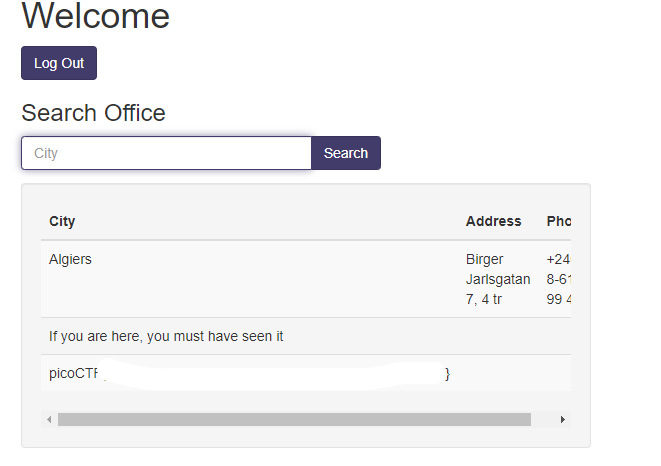 Welcome
Log Out
Search Office
City Search
City Address Pho
Algiers Birger +24
Jarlsgatan 8-61
7, 4 tr 99 4
If you are here, you must have seen it
picoCTF }